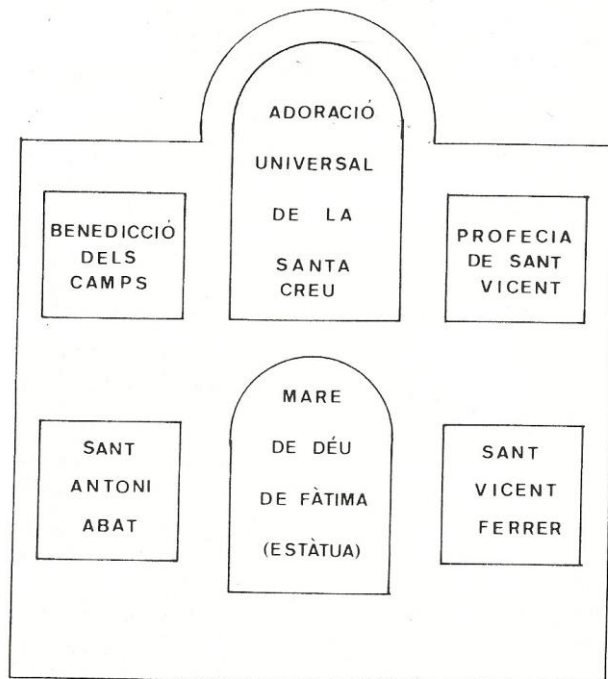 ADORACIÓ
UNIVERSAL
DE LA
SANTA
CREU
BENEDICCIÓ
DELS
CAMPS
PROFECIA
DE SANT
VICENT
MARE
DE DÉU
DE FÀTIMA
(ESTÀTUA)
SANT
ANTONI
ABAT
SANT
VICENT
FERRER